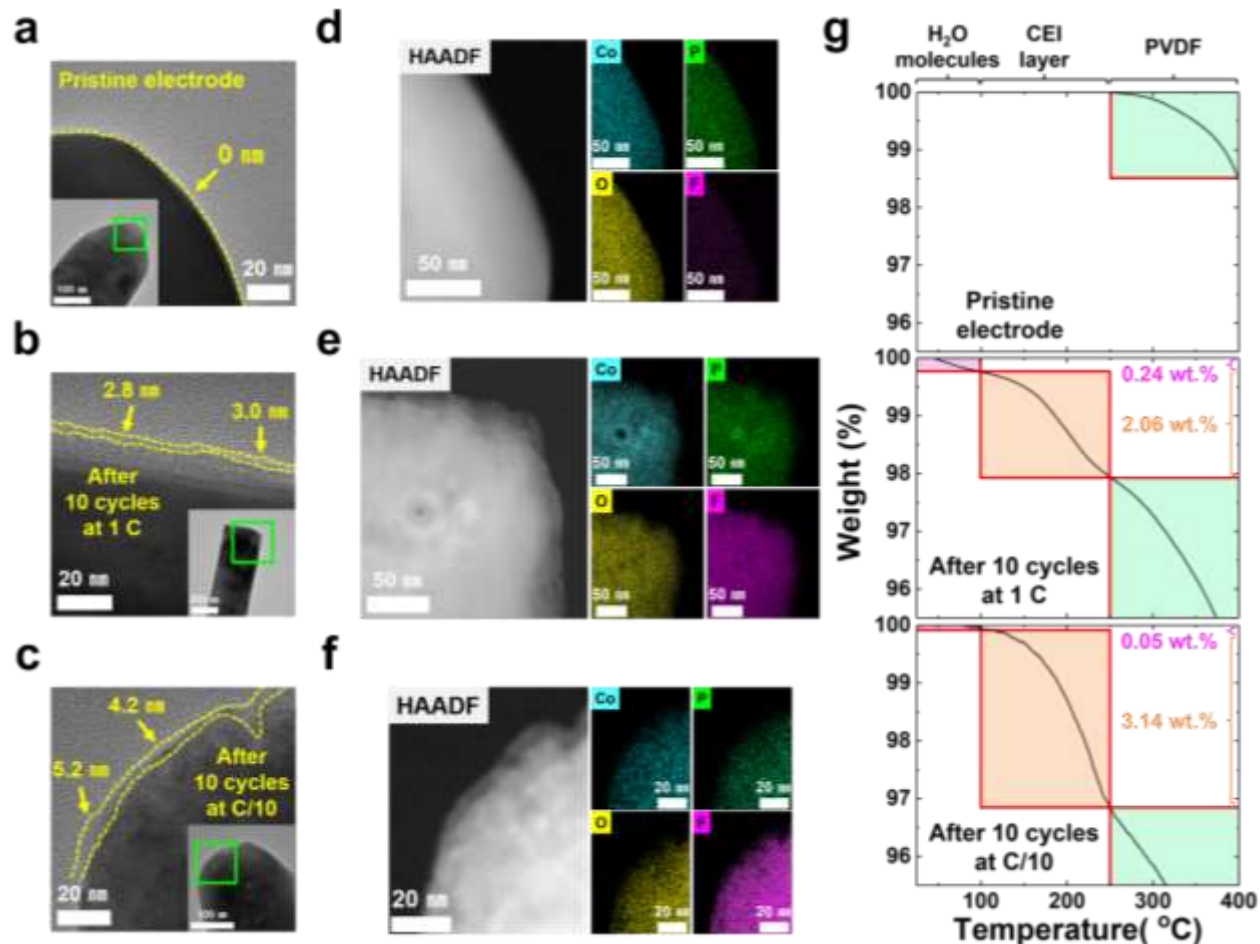 a
Pristine electrode
0 nm
20 nm
100 nm
b
2.8 nm
3.0 nm
After
10 cycles
at 1 C
20 nm
c
4.2 nm
5.2 nm
After
10 cycles
at C/10
20 nm
100 nm
d
HAADF
50 nm
Co
50 nm
P
50 nm
O
50 nm
F
50 nm
e
HAADF
50 nm
Co
50 nm
P
50 nm
O
50 nm
F
50 nm
f
HAADF
20 nm
Co
20 nm
P
20 nm
O
20 nm
F
20 nm
g
H2O
molecules
CEI
layer
PVDF
100
99
98
97
96
Pristine
electrode
100
99
98
97
96
0.24 wt.%
2.06 wt.%
After 10 cycles
at 1 C
100
99
98
97
96
0.05 wt.%
3.14 wt.%
After 10 cycles
at C/10
Weight (%)
100 200 300 400
Temperature( °C)